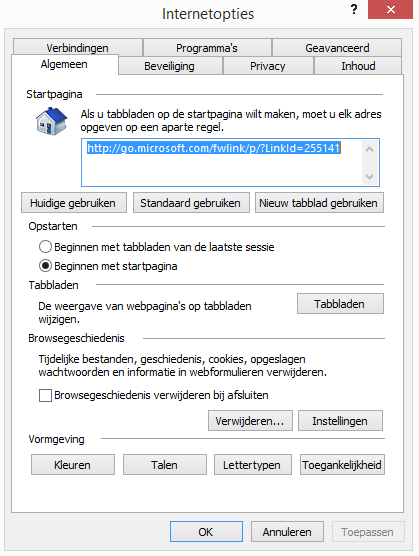 Internetopties
?
Verbindingen
Programma's
Geavanceerd
Algemeen
Beveiliging
Privacy
Inhoud
Startpagina
Als u tabbladen op de startpagina wilt maken, moet u elk adres
opgeven op een aparte regel.
http://go.microsoft.com/fwlink/p/?LinkId=255141
Huidige gebruiken
Standaard gebruiken
Nieuw tabblad gebruiken
Opstarten
Beginnen met tabbladen van de laatste sessie
Beginnen met startpagina
Tabbladen
De weergave van webpagina's op tabbladen
wijzigen.
Tabbladen
Browsegeschiedenis
Tijdelijke bestanden, geschiedenis, cookies, opgeslagen
wachtwoorden en informatie in webformulieren verwijderen.
Browsegeschiedenis verwijderen bij afsluiten
Verwijderen...
Instellingen
Vormgeving
Kleuren
Talen
Lettertypen
Toegankelijkheid
OK
Annuleren
Toepassen